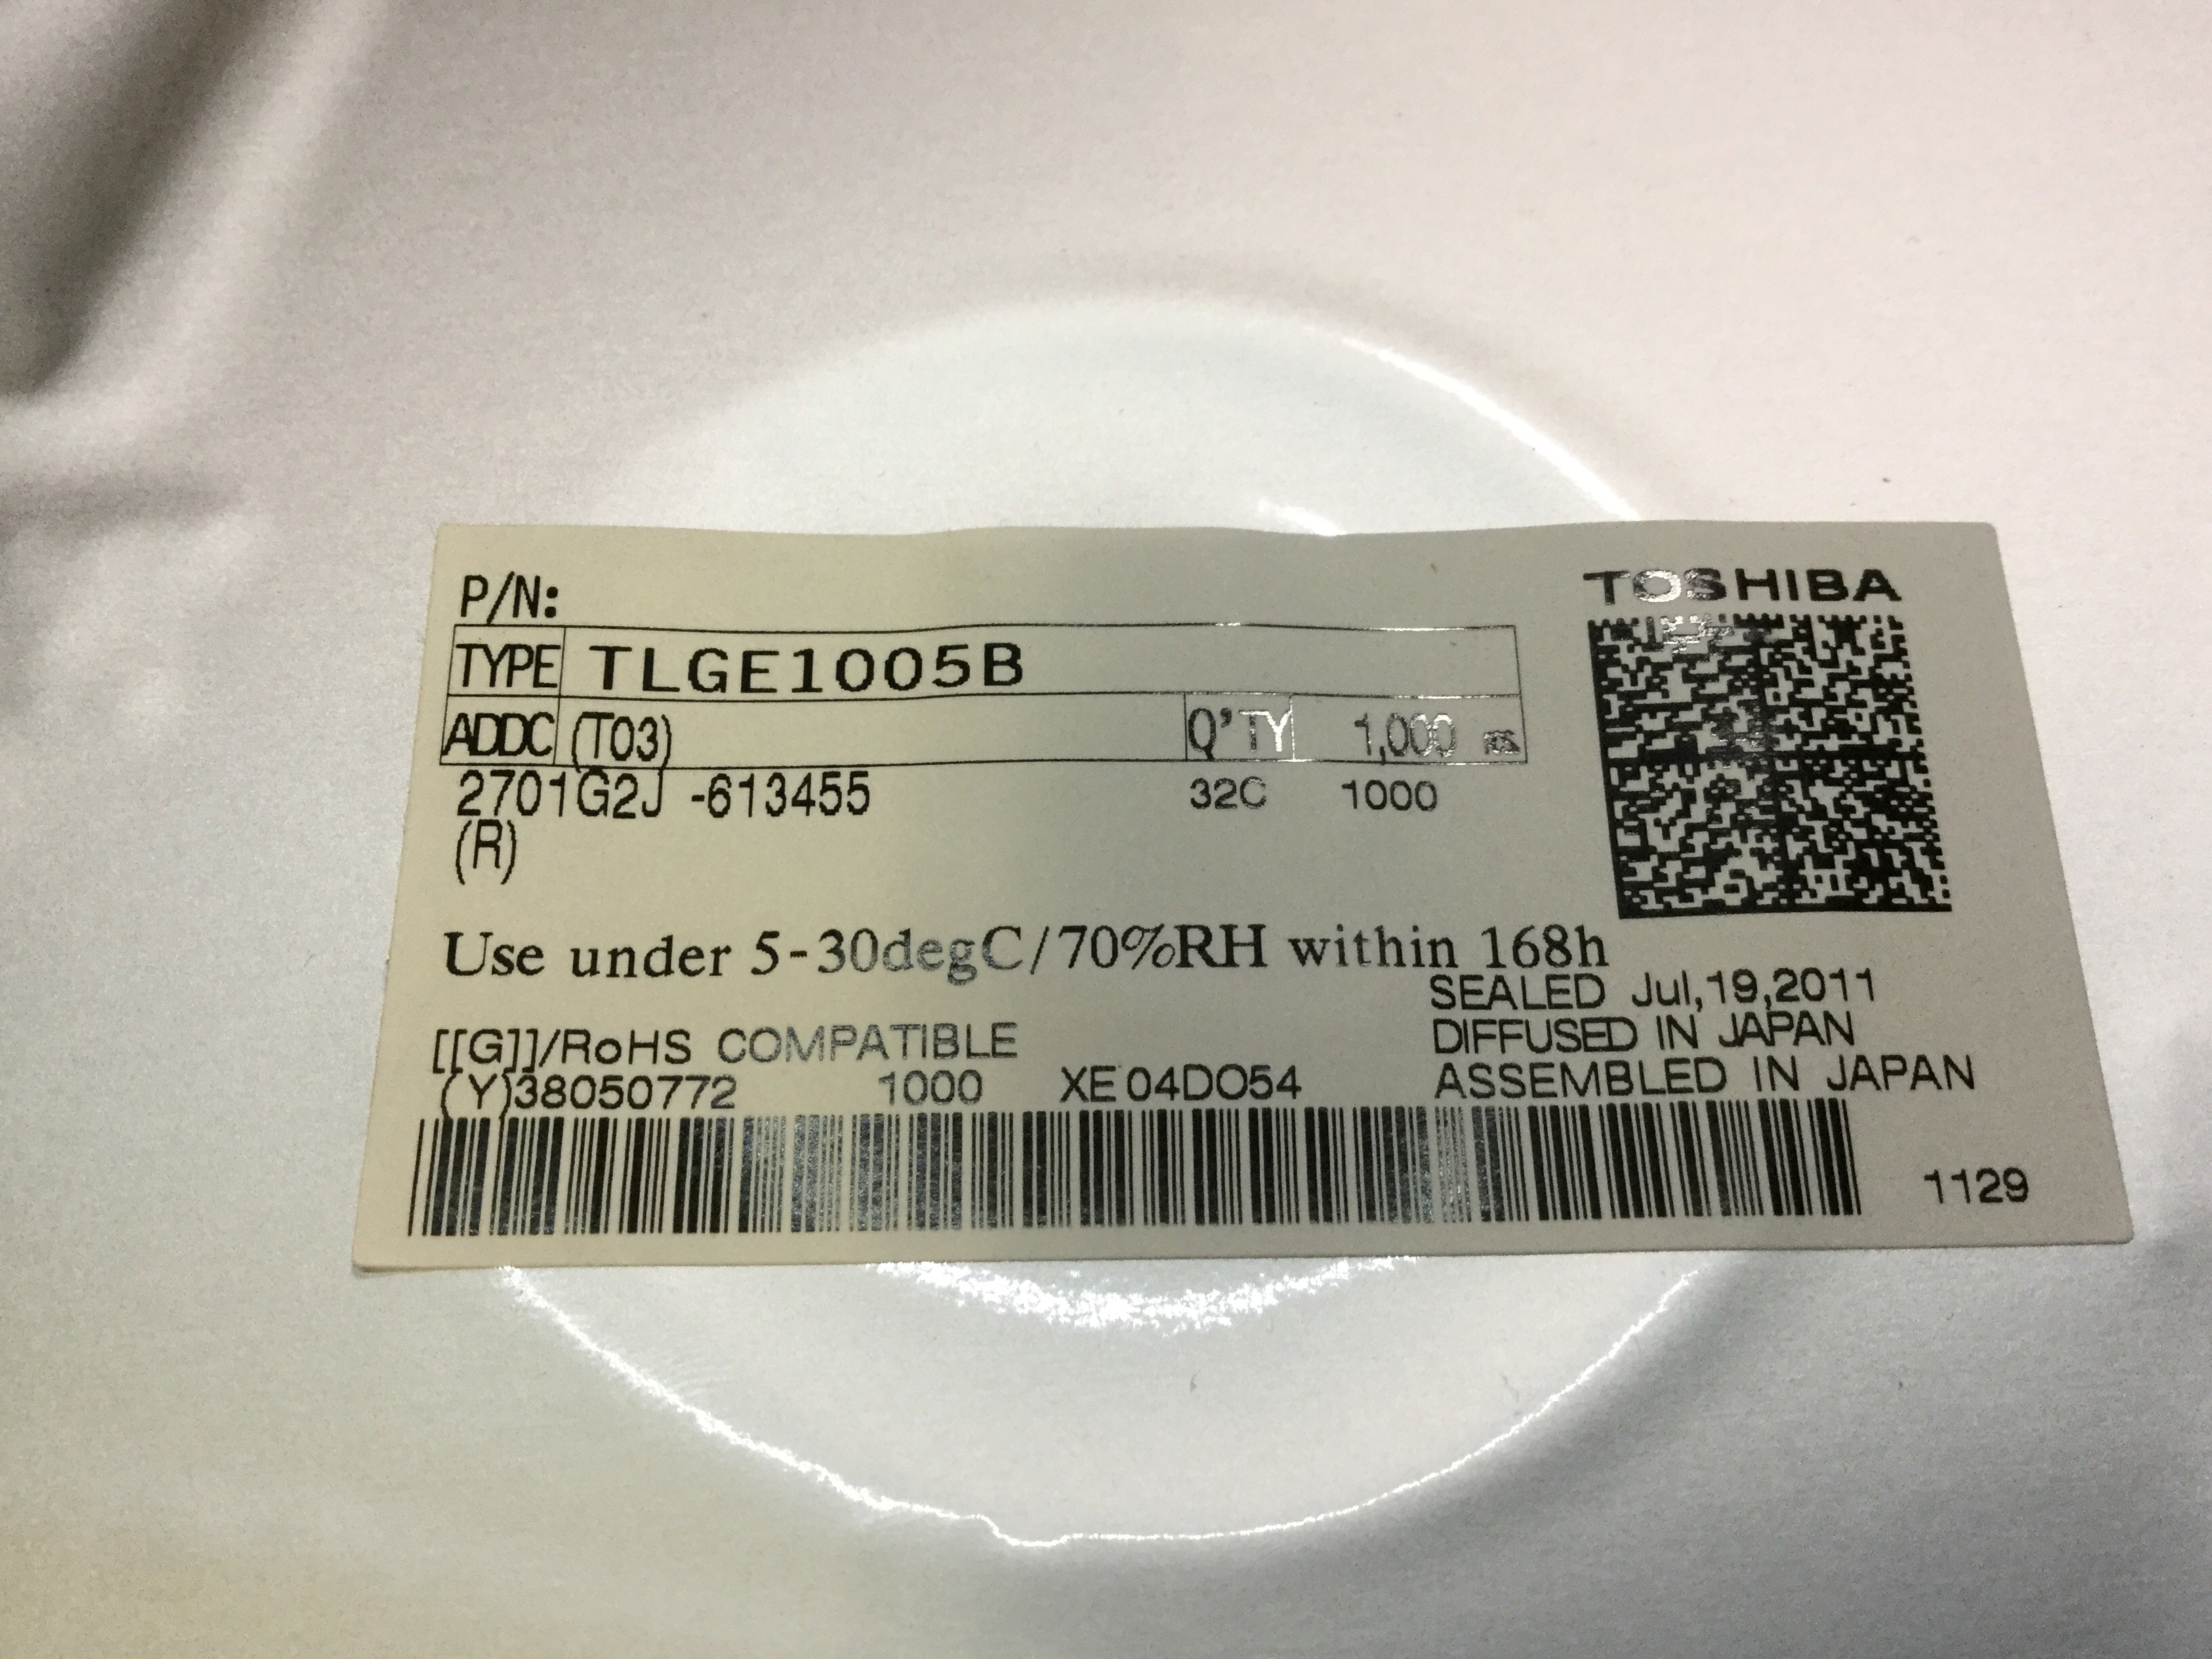 P/N:
TOSHIBA
TYPE TLGE1005B
ADDC (T03) Q'TY 1,000
2701G2J -613455 32C 1000
(R)
Use under 5-30degC/70%RH within 168h
SEALED Jul,19,2011
[[G]]/RoHS COMPATIBLE DIFFUSED IN JAPAN
(Y)38050772 1000 XE04DO54 ASSEMBLED IN JAPAN
1129